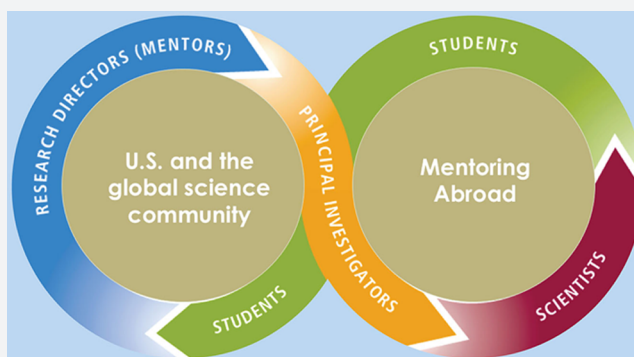 RESEARCH DIRECTORS (MENTORS)
U.S. and the
global science
community
STUDENTS
PRINCIPAL INVESTIGATORS
STUDENTS
Mentoring
Abroad
SCIENTISTS